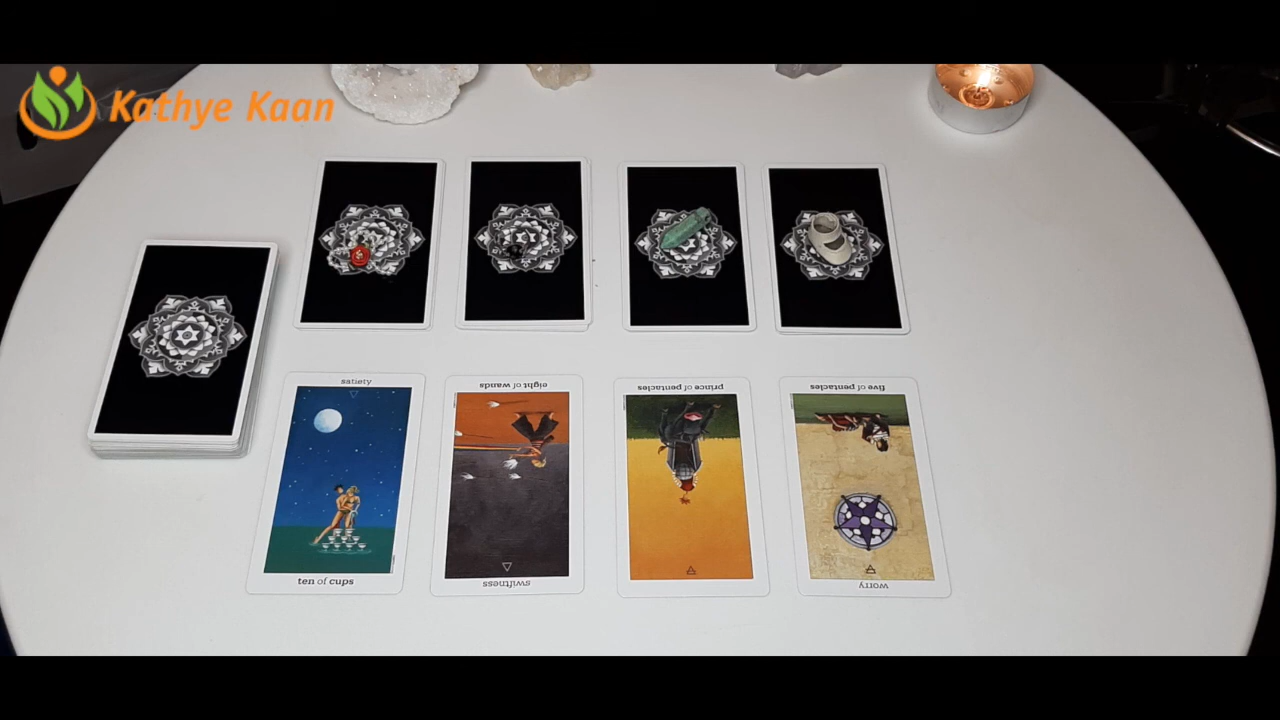 Kathye Kaan
satiety
ten of cups
eight of wands
swiftness
prince of pentacles
five of pentacles
worry